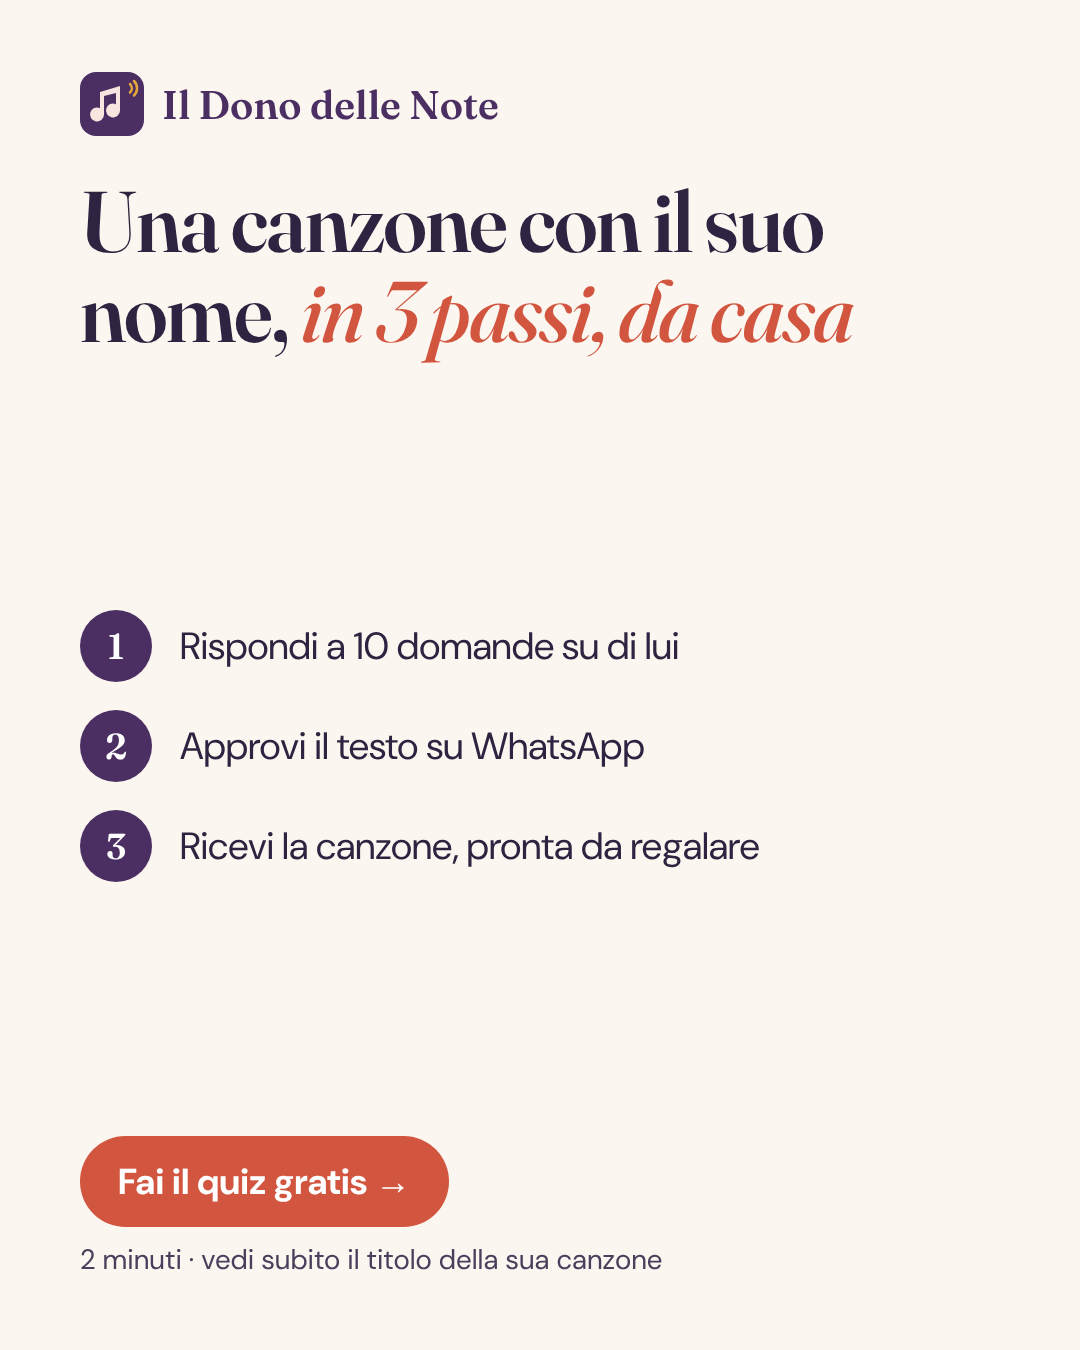 Il Dono delle Note
Una canzone con il suo
nome, in 3 passi, da casa
1 Rispondi a 10 domande su di lui
2 Approvi il testo su WhatsApp
3 Ricevi la canzone, pronta da regalare
Fai il quiz gratis →
2 minuti · vedi subito il titolo della sua canzone